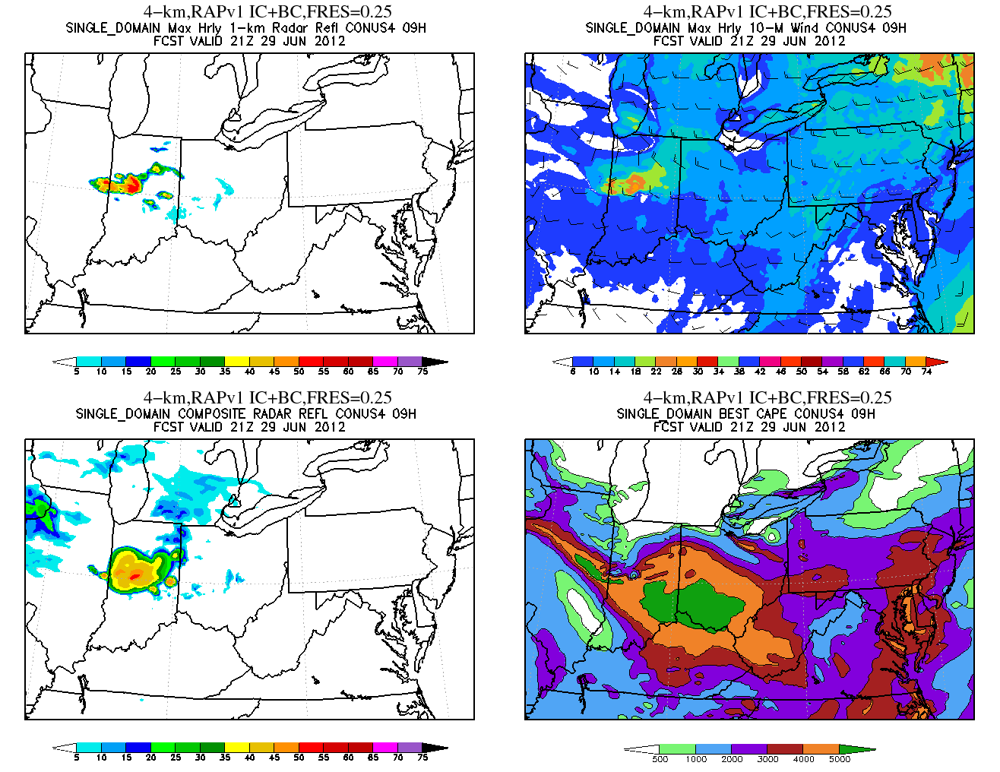 4-km,RAPv1 IC+BC,FRES=0.25
SINGLE_DOMAIN Max Hrly 1-km Radar Refl CONUS4 09H
FCST VALID 21Z 29 JUN 2012
5 10 15 20 25 30 35 40 45 50 55 60 65 70 75
4-km,RAPv1 IC+BC,FRES=0.25
SINGLE_DOMAIN Max Hrly 10-M Wind CONUS4 09H
FCST VALID 21Z 29 JUN 2012
6 10 14 18 22 26 30 34 38 42 46 50 54 58 62 66 70 74
4-km,RAPv1 IC+BC,FRES=0.25
SINGLE_DOMAIN COMPOSITE RADAR REFL CONUS4 09H
FCST VALID 21Z 29 JUN 2012
5 10 15 20 25 30 35 40 45 50 55 60 65 70 75
4-km,RAPv1 IC+BC,FRES=0.25
SINGLE_DOMAIN BEST CAPE CONUS4 09H
FCST VALID 21Z 29 JUN 2012
500 1000 2000 3000 4000 5000